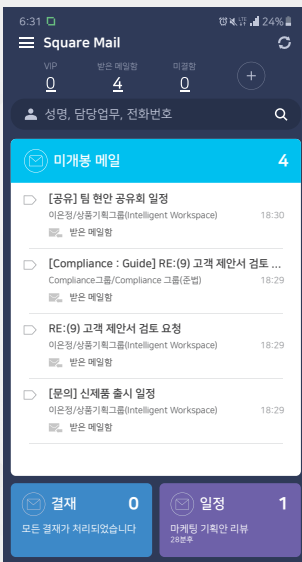 6:31 24%
Square Mail
VIP 받은 메일함 미결함
0 4 0 +
성명, 담당업무, 전화번호
미개봉 메일 4
[공유] 팀 현안 공유회 일정
이은정/상품기획그룹(Intelligent Workspace) 18:30
받은 메일함
[Compliance : Guide] RE:(9) 고객 제안서 검토 ...
Compliance그룹/Compliance 그룹(준법) 18:29
받은 메일함
RE:(9) 고객 제안서 검토 요청
이은정/상품기획그룹(Intelligent Workspace) 18:29
받은 메일함
[문의] 신제품 출시 일정
이은정/상품기획그룹(Intelligent Workspace) 18:29
받은 메일함
결재 0 일정 1
모든 결재가 처리되었습니다 마케팅 기획안 리뷰
28분후